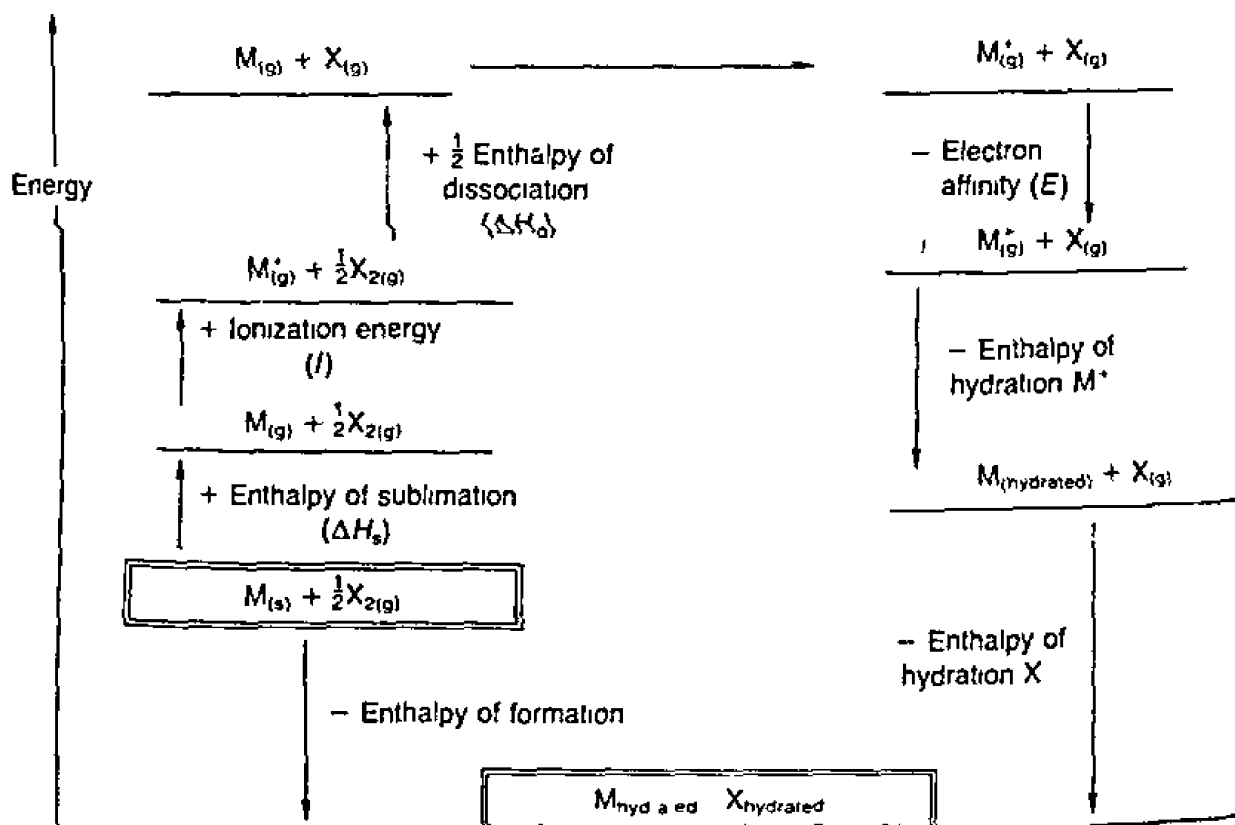 M(g) + X(g)
M⁺(g) + X(g)
Energy
+ ½ Enthalpy of
dissociation
(ΔHd)
− Electron
affinity (E)
M⁺(g) + X(g)
M⁺(g) + ½X2(g)
+ Ionization energy
(I)
− Enthalpy of
hydration M⁺
M(g) + ½X2(g)
+ Enthalpy of sublimation
(ΔHs)
M(hydrated) + X(g)
M(s) + ½X2(g)
− Enthalpy of
hydration X
− Enthalpy of formation
M X hydrated